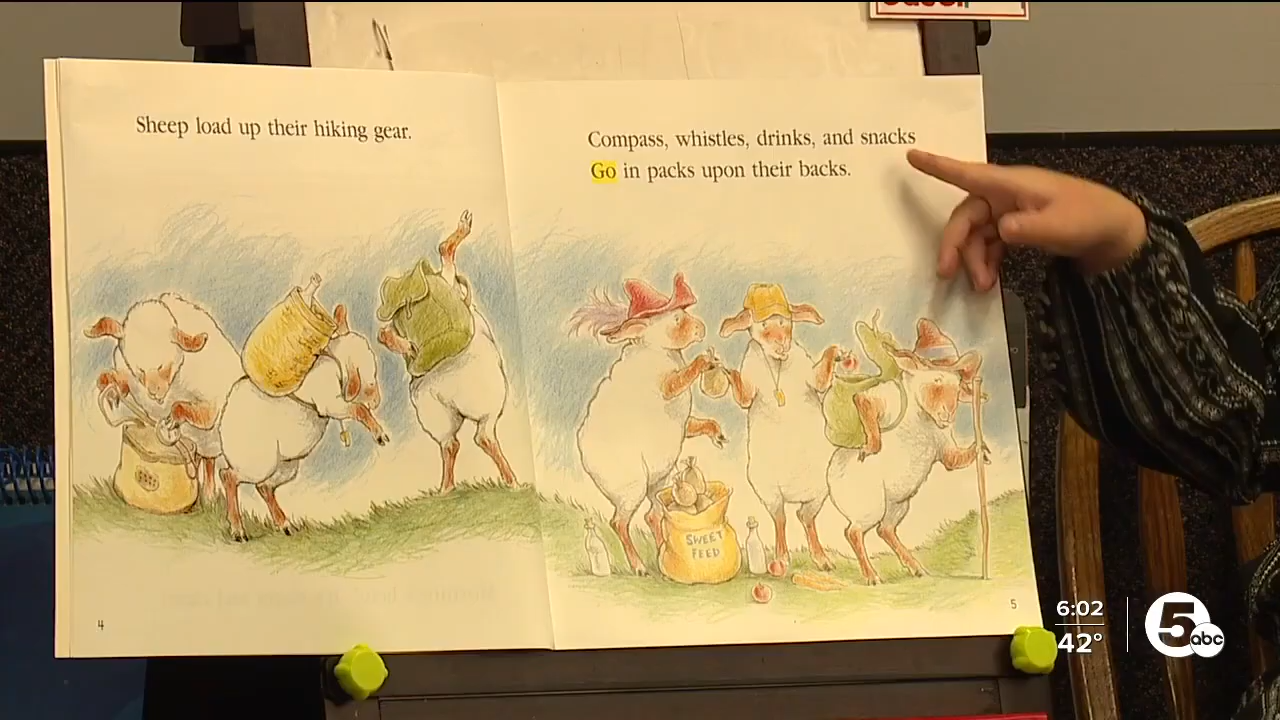 Sheep load up their hiking gear.
Compass, whistles, drinks, and snacks
Go in packs upon their backs.
SWEET
FEED
4
5
6:02
42°
5 abc